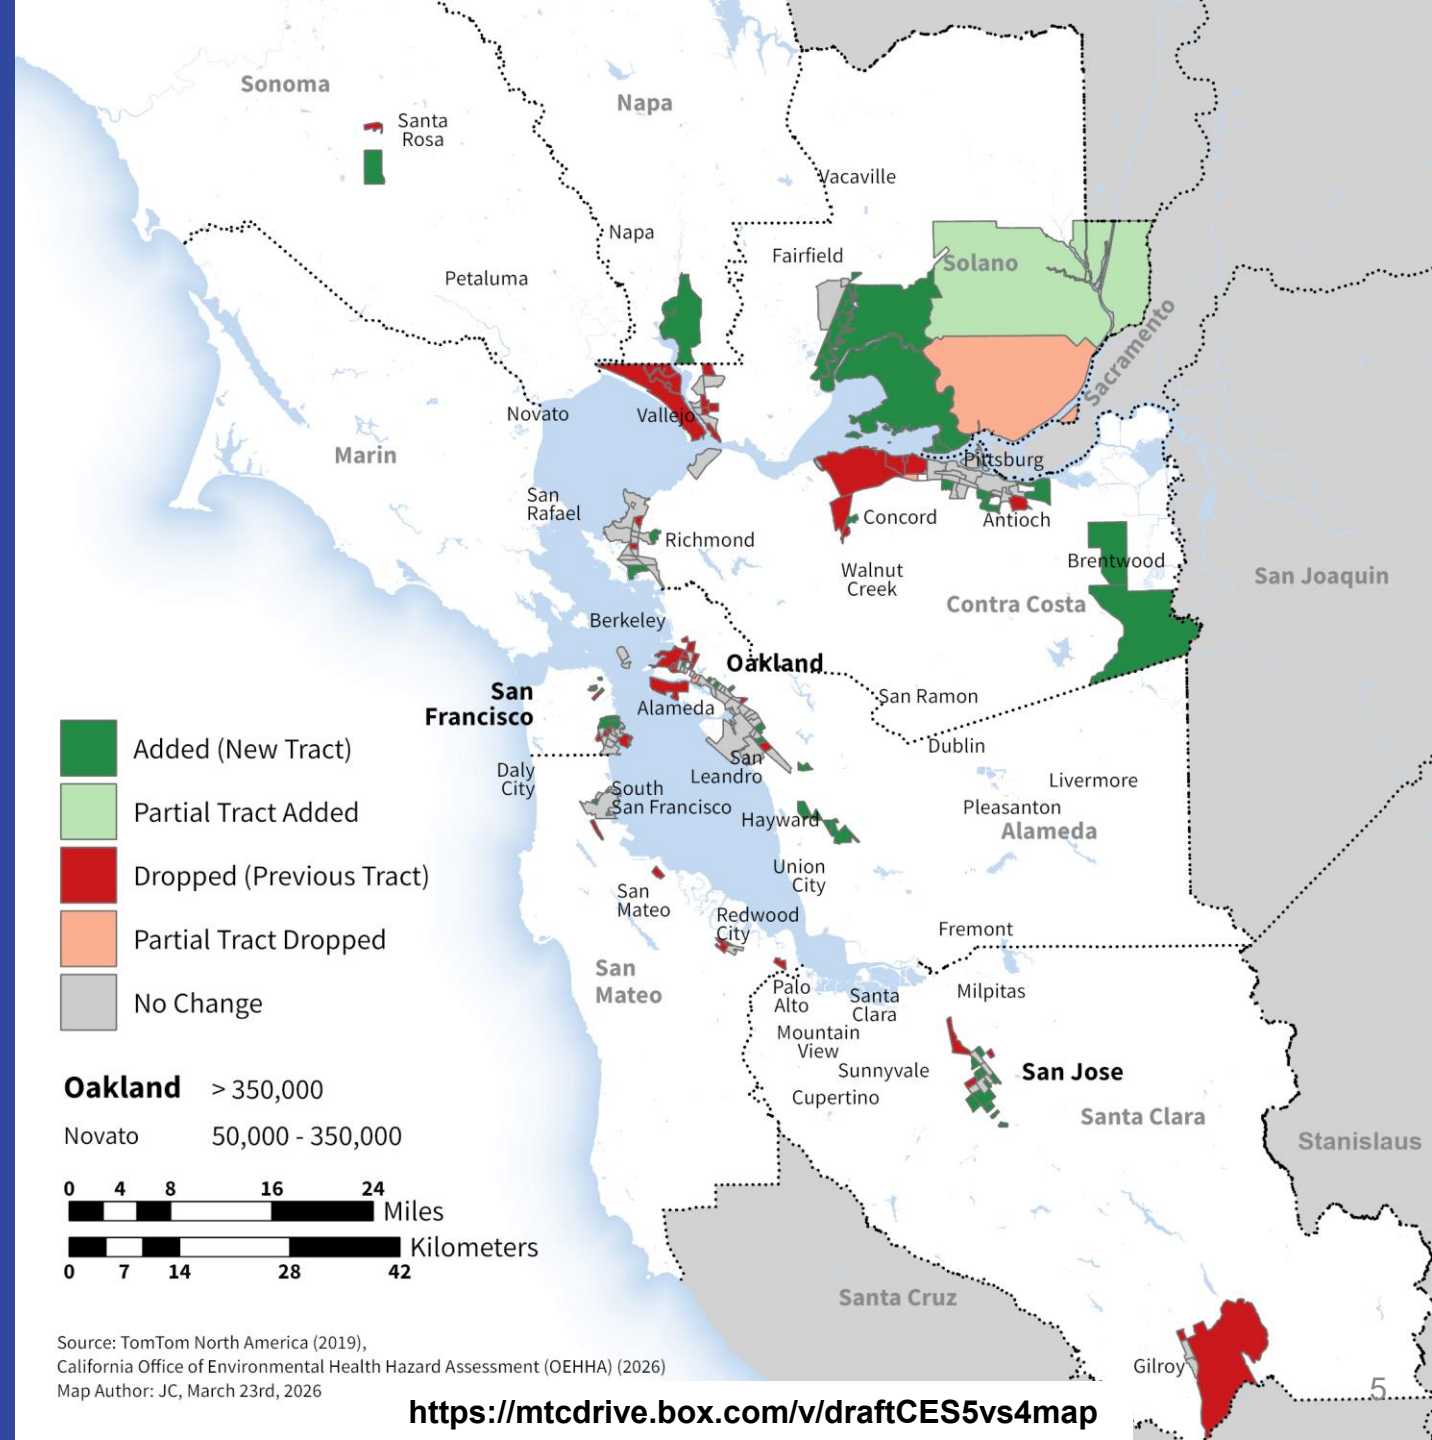 Sonoma
Napa
Santa
Rosa
Vacaville
Napa
Fairfield
Solano
Petaluma
Sacramento
Novato
Vallejo
Marin
Pittsburg
San
Rafael
Concord
Antioch
Richmond
Brentwood
Walnut
Creek
San Joaquin
Contra Costa
Berkeley
Oakland
San
Francisco
San Ramon
Alameda
Dublin
San
Leandro
Daly
City
South
San Francisco
Livermore
Pleasanton
Hayward
Alameda
Union
City
San
Mateo
Redwood
City
Fremont
San
Mateo
Palo
Alto
Santa
Clara
Milpitas
Mountain
View
Sunnyvale
San Jose
Cupertino
Santa Clara
Stanislaus
Santa Cruz
Gilroy
Added (New Tract)
Partial Tract Added
Dropped (Previous Tract)
Partial Tract Dropped
No Change
Oakland > 350,000
Novato 50,000 - 350,000
0 4 8 16 24
Miles
Kilometers
0 7 14 28 42
Source: TomTom North America (2019),
California Office of Environmental Health Hazard Assessment (OEHHA) (2026)
Map Author: JC, March 23rd, 2026
https://mtcdrive.box.com/v/draftCES5vs4map
5